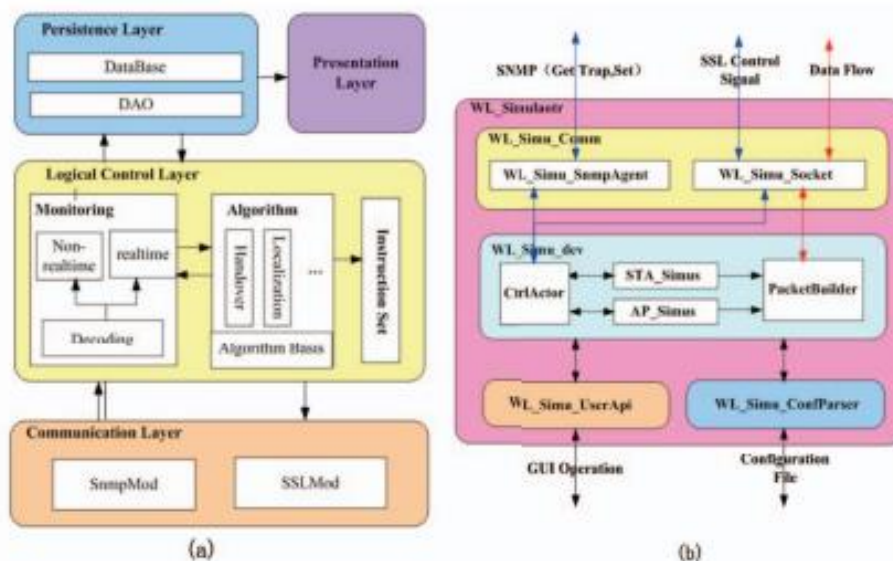 Persistence Layer
DataBase
DAO
Presentation
Layer
Logical Control Layer
Monitoring
Non-
realtime
realtime
Decoding
Algorithm
Handover
Localization
...
Algorithm Basis
Instruction Set
Communication Layer
SnmpMod
SSLMod
(a)
SNMP（Get Trap,Set）
SSL Control
Signal
Data Flow
WL_Simulaotr
WL_Simu_Comm
WL_Simu_SnmpAgent
WL_Simu_Socket
WL_Simu_dev
CtrlActor
STA_Simus
AP_Simus
PacketBuilder
WL_Simu_UserApi
WL_Simu_ConfParser
GUI Operation
Configuration
File
(b)